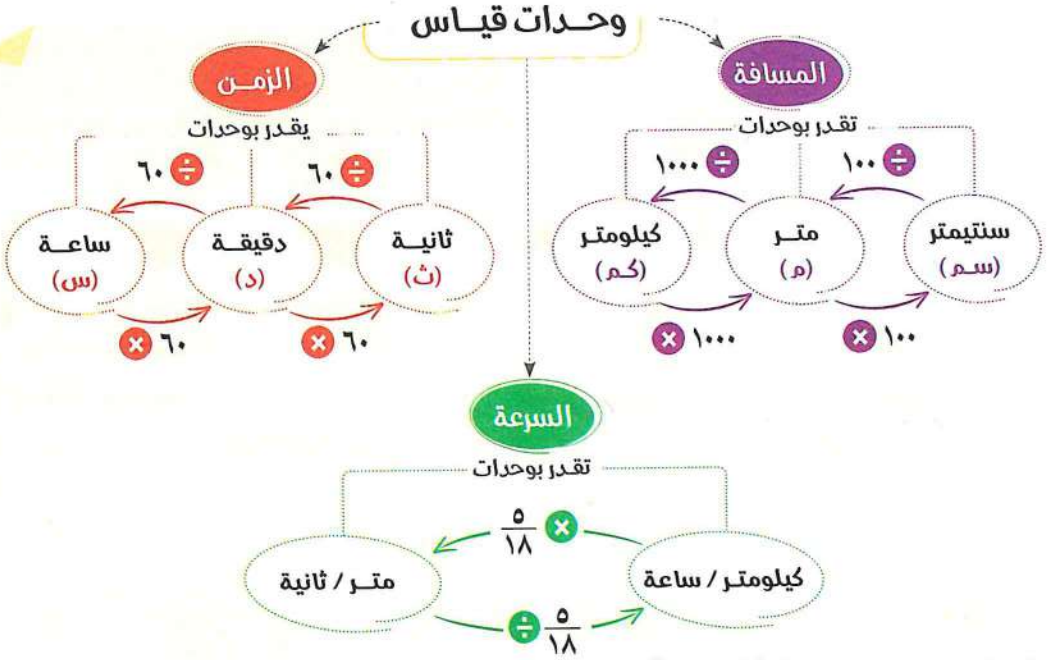 وحدات قياس
المسافة
تقدر بوحدات
÷ ١٠٠
÷ ١٠٠٠
سنتيمتر
(سم)
متر
(م)
كيلومتر
(كم)
× ١٠٠٠
× ١٠٠
الزمن
يقدر بوحدات
÷ ٦٠
÷ ٦٠
ثانية
(ث)
دقيقة
(د)
ساعة
(س)
× ٦٠
× ٦٠
السرعة
تقدر بوحدات
× ٥/١٨
كيلومتر / ساعة
متر / ثانية
÷ ٥/١٨